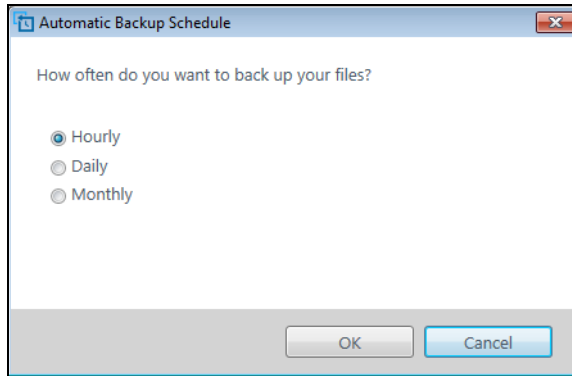 Automatic Backup Schedule
How often do you want to back up your files?
Hourly
Daily
Monthly
OK Cancel